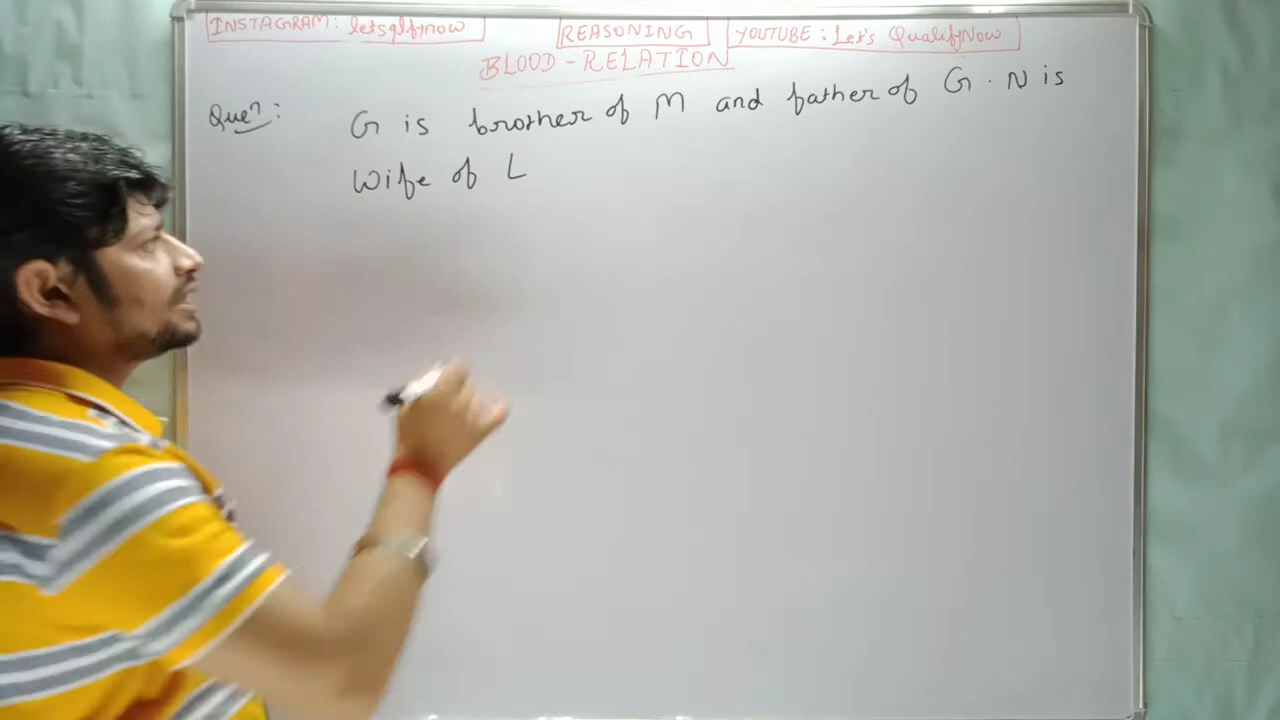 INSTAGRAM: letsqlfynow
REASONING
YOUTUBE: Let's QualifyNow
BLOOD-RELATION
Queⁿ: G is brother of M and father of G. N is
Wife of L